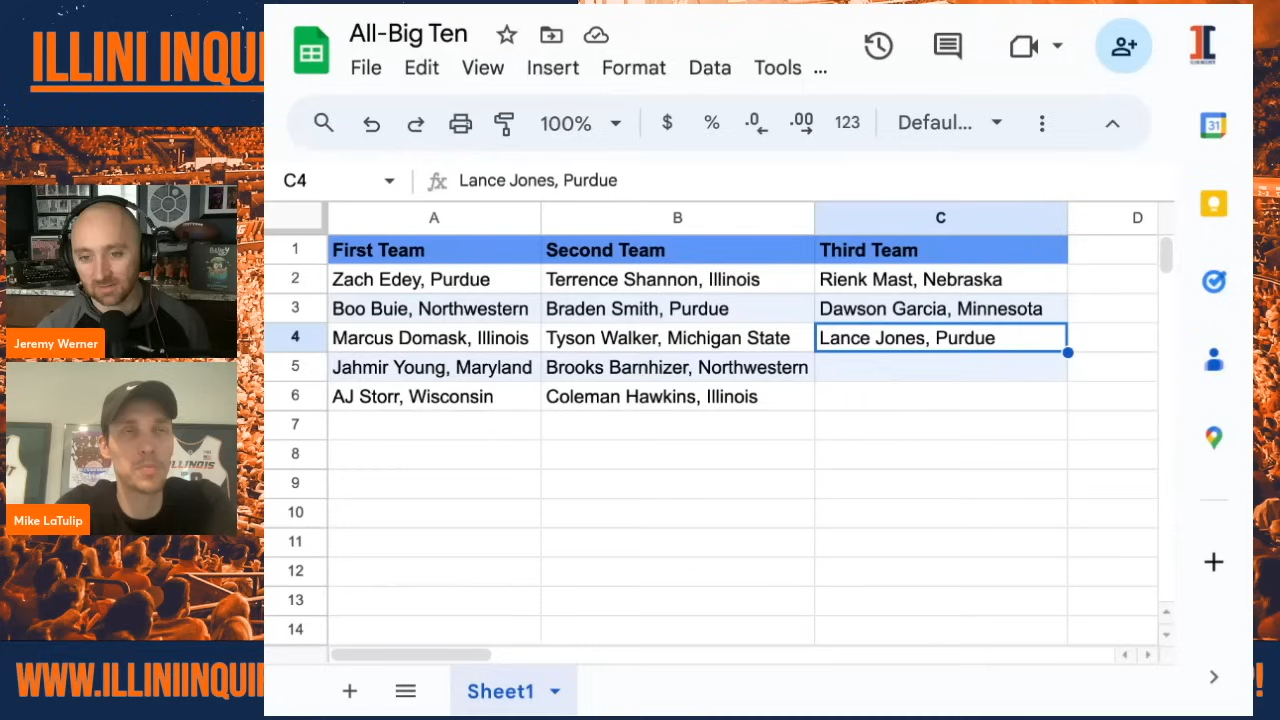 ILLINI INQUI
All-Big Ten
File Edit View Insert Format Data Tools ...
100% $ % .0 .00 123 Defaul...
31
C4 fx Lance Jones, Purdue
A B C D
1 First Team Second Team Third Team
2 Zach Edey, Purdue Terrence Shannon, Illinois Rienk Mast, Nebraska
3 Boo Buie, Northwestern Braden Smith, Purdue Dawson Garcia, Minnesota
4 Marcus Domask, Illinois Tyson Walker, Michigan State Lance Jones, Purdue
5 Jahmir Young, Maryland Brooks Barnhizer, Northwestern
6 AJ Storr, Wisconsin Coleman Hawkins, Illinois
7
8
9
10
11
12
13
14
Sheet1
Jeremy Werner
ILLINOIS
Mike LaTulip
WWW.ILLINIINQUI
!